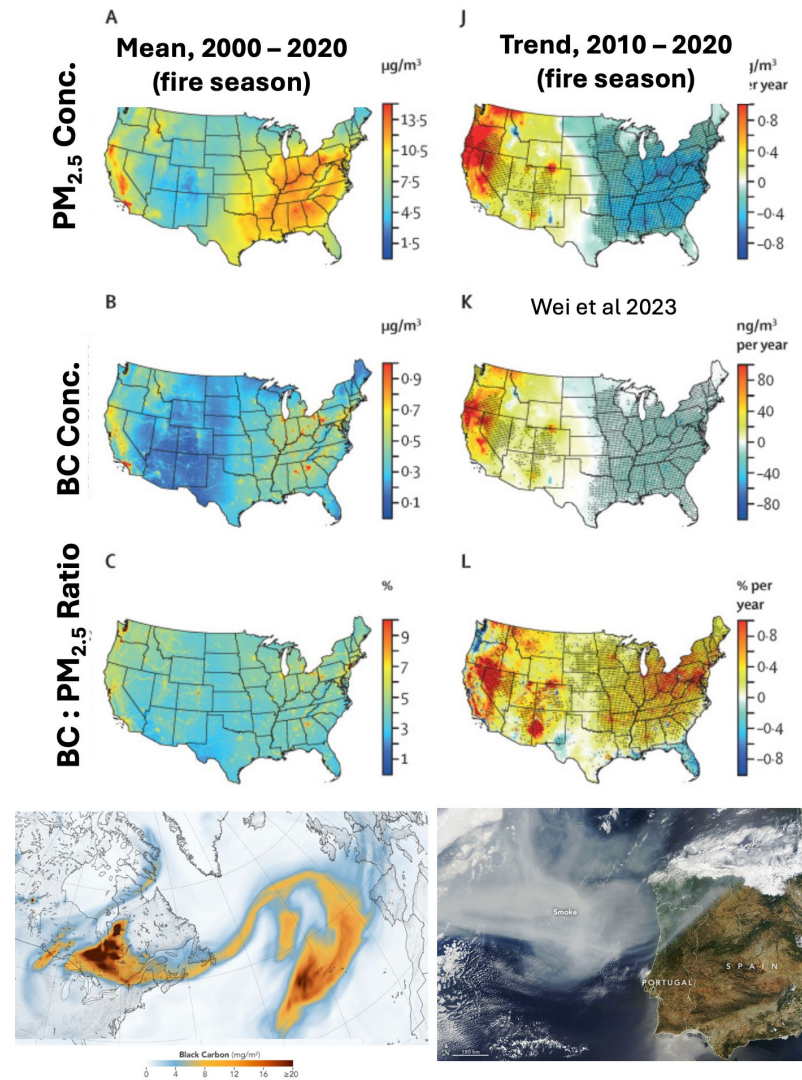 A
Mean, 2000 – 2020
(fire season)
µg/m³
J
Trend, 2010 – 2020
(fire season)
g/m³
er year
PM2.5 Conc.
13·5
10·5
7·5
4·5
1·5
0·8
0·4
0
−0·4
−0·8
B
µg/m³
K
Wei et al 2023
ng/m³
per year
BC Conc.
0·9
0·7
0·5
0·3
0·1
80
40
0
−40
−80
C
%
L
% per
year
BC : PM2.5 Ratio
9
7
5
3
1
0·8
0·4
0
−0·4
−0·8
Smoke
SPAIN
PORTUGAL
180 km
Black Carbon (mg/m²)
0 4 8 12 16 ≥20